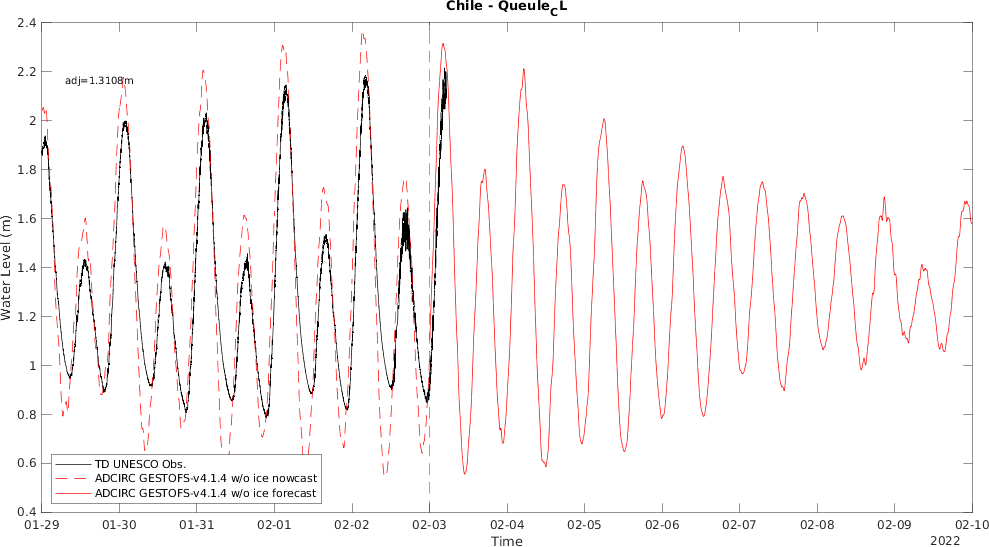 Chile - Queule_CL
adj=1.3108m
Water Level (m)
2.4
2.2
2
1.8
1.6
1.4
1.2
1
0.8
0.6
0.4
TD UNESCO Obs.
ADCIRC GESTOFS-v4.1.4 w/o ice nowcast
ADCIRC GESTOFS-v4.1.4 w/o ice forecast
01-29 01-30 01-31 02-01 02-02 02-03 02-04 02-05 02-06 02-07 02-08 02-09 02-10
Time
2022